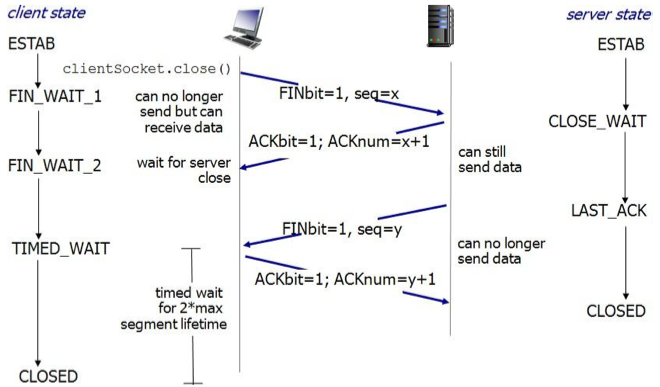 client state
server state
ESTAB
ESTAB
clientSocket.close()
FIN_WAIT_1
can no longer
send but can
receive data
FINbit=1, seq=x
CLOSE_WAIT
ACKbit=1; ACKnum=x+1
FIN_WAIT_2
wait for server
close
can still
send data
LAST_ACK
FINbit=1, seq=y
TIMED_WAIT
can no longer
send data
ACKbit=1; ACKnum=y+1
timed wait
for 2*max
segment lifetime
CLOSED
CLOSED